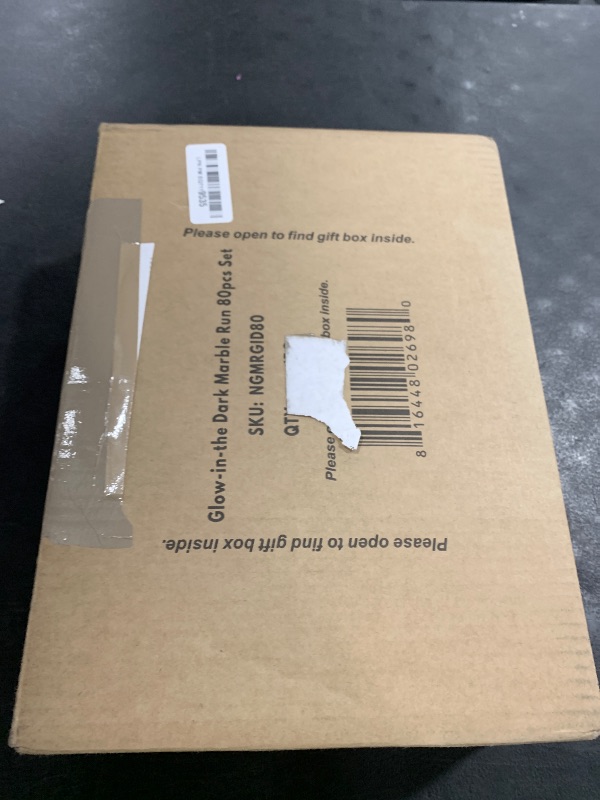 Please open to find gift box inside.
Glow-in-the Dark Marble Run 80pcs Set
SKU: NGMRGID80
Please
box inside.
8 16448 02698 0
Please open to find gift box inside.